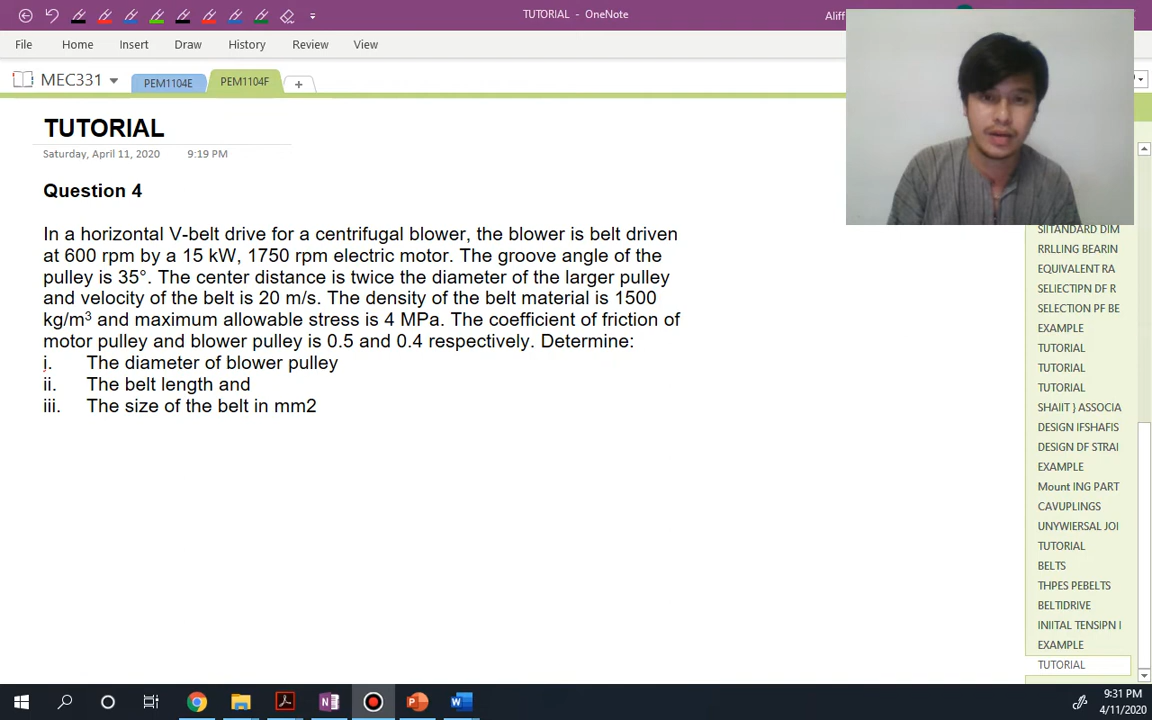 TUTORIAL - OneNote
Aliff
File Home Insert Draw History Review View
MEC331 PEM1104E PEM1104F +
TUTORIAL
Saturday, April 11, 2020 9:19 PM
Question 4
In a horizontal V-belt drive for a centrifugal blower, the blower is belt driven
at 600 rpm by a 15 kW, 1750 rpm electric motor. The groove angle of the
pulley is 35°. The center distance is twice the diameter of the larger pulley
and velocity of the belt is 20 m/s. The density of the belt material is 1500
kg/m³ and maximum allowable stress is 4 MPa. The coefficient of friction of
motor pulley and blower pulley is 0.5 and 0.4 respectively. Determine:
i. The diameter of blower pulley
ii. The belt length and
iii. The size of the belt in mm2
SIITANDARD DIM
RRLLING BEARIN
EQUIVALENT RA
SELIECTIPN DF R
SELECTION PF BE
EXAMPLE
TUTORIAL
TUTORIAL
TUTORIAL
SHAIIT } ASSOCIA
DESIGN IFSHAFIS
DESIGN DF STRAI
EXAMPLE
Mount ING PART
CAVUPLINGS
UNYWIERSAL JOI
TUTORIAL
BELTS
THPES PEBELTS
BELTIDRIVE
INIITAL TENSIPN I
EXAMPLE
TUTORIAL
9:31 PM
4/11/2020